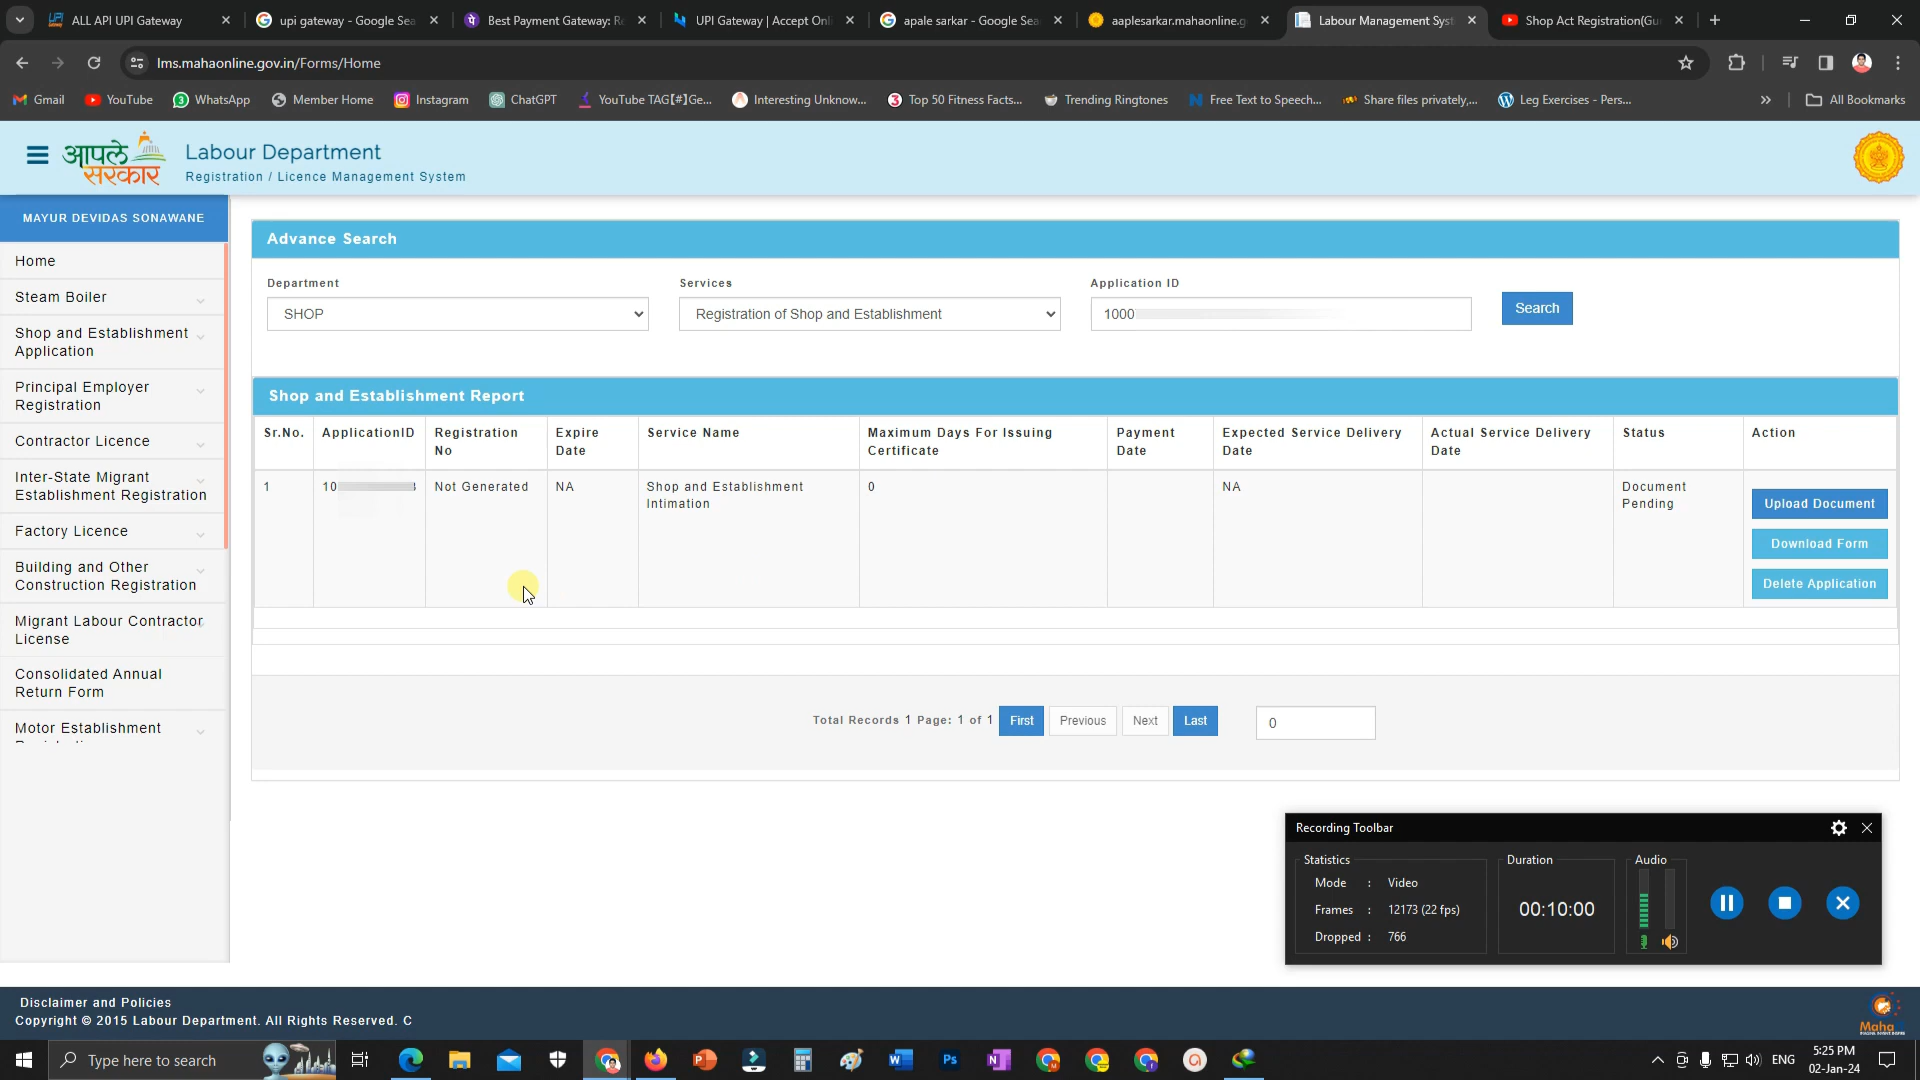 ALL API UPI Gateway
upi gateway - Google Sea
Best Payment Gateway: Re
UPI Gateway | Accept Onli
apale sarkar - Google Sea
aaplesarkar.mahaonline.g
Labour Management Syst
Shop Act Registration(Gu
lms.mahaonline.gov.in/Forms/Home
Gmail
YouTube
WhatsApp
Member Home
Instagram
ChatGPT
YouTube TAG[#]Ge...
Interesting Unknow...
Top 50 Fitness Facts...
Trending Ringtones
Free Text to Speech...
Share files privately,...
Leg Exercises - Pers...
All Bookmarks
आपले
सरकार
Labour Department
Registration / Licence Management System
MAYUR DEVIDAS SONAWANE
Home
Steam Boiler
Shop and Establishment
Application
Principal Employer
Registration
Contractor Licence
Inter-State Migrant
Establishment Registration
Factory Licence
Building and Other
Construction Registration
Migrant Labour Contractor
License
Consolidated Annual
Return Form
Motor Establishment
Advance Search
Department
Services
Application ID
SHOP
Registration of Shop and Establishment
1000
Search
Shop and Establishment Report
Sr.No.
ApplicationID
Registration
No
Expire
Date
Service Name
Maximum Days For Issuing
Certificate
Payment
Date
Expected Service Delivery
Date
Actual Service Delivery
Date
Status
Action
1
10
Not Generated
NA
Shop and Establishment
Intimation
0
NA
Document
Pending
Upload Document
Download Form
Delete Application
Total Records 1 Page: 1 of 1
First
Previous
Next
Last
0
Recording Toolbar
Statistics
Mode : Video
Frames : 12173 (22 fps)
Dropped : 766
Duration
00:10:00
Audio
Disclaimer and Policies
Copyright © 2015 Labour Department. All Rights Reserved. C
Maha
Type here to search
ENG
5:25 PM
02-Jan-24